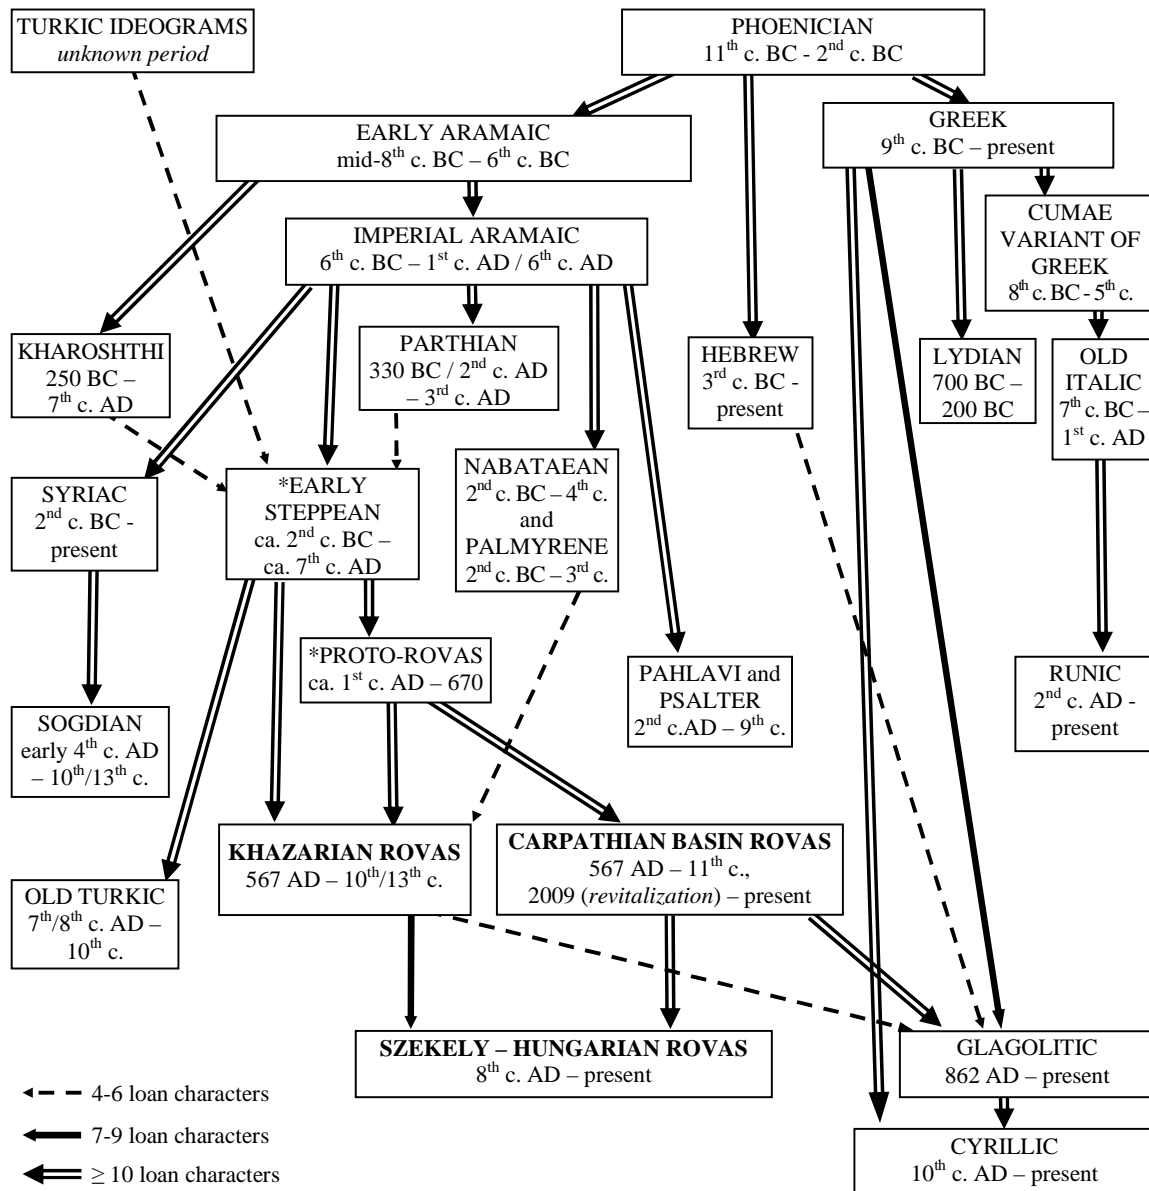 TURKIC IDEOGRAMS
unknown period
PHOENICIAN
11th c. BC - 2nd c. BC
EARLY ARAMAIC
mid-8th c. BC – 6th c. BC
GREEK
9th c. BC – present
CUMAE
VARIANT OF
GREEK
8th c. BC - 5th c.
IMPERIAL ARAMAIC
6th c. BC – 1st c. AD / 6th c. AD
KHAROSHTHI
250 BC –
7th c. AD
PARTHIAN
330 BC / 2nd c. AD
– 3rd c. AD
HEBREW
3rd c. BC -
present
LYDIAN
700 BC –
200 BC
OLD
ITALIC
7th c. BC –
1st c. AD
SYRIAC
2nd c. BC -
present
*EARLY
STEPPEAN
ca. 2nd c. BC –
ca. 7th c. AD
NABATAEAN
2nd c. BC – 4th c.
and
PALMYRENE
2nd c. BC – 3rd c.
*PROTO-ROVAS
ca. 1st c. AD – 670
PAHLAVI and
PSALTER
2nd c.AD – 9th c.
RUNIC
2nd c. AD -
present
SOGDIAN
early 4th c. AD
– 10th/13th c.
KHAZARIAN ROVAS
567 AD – 10th/13th c.
CARPATHIAN BASIN ROVAS
567 AD – 11th c.,
2009 (revitalization) – present
OLD TURKIC
7th/8th c. AD –
10th c.
SZEKELY – HUNGARIAN ROVAS
8th c. AD – present
GLAGOLITIC
862 AD – present
CYRILLIC
10th c. AD – present
4-6 loan characters
7-9 loan characters
≥ 10 loan characters